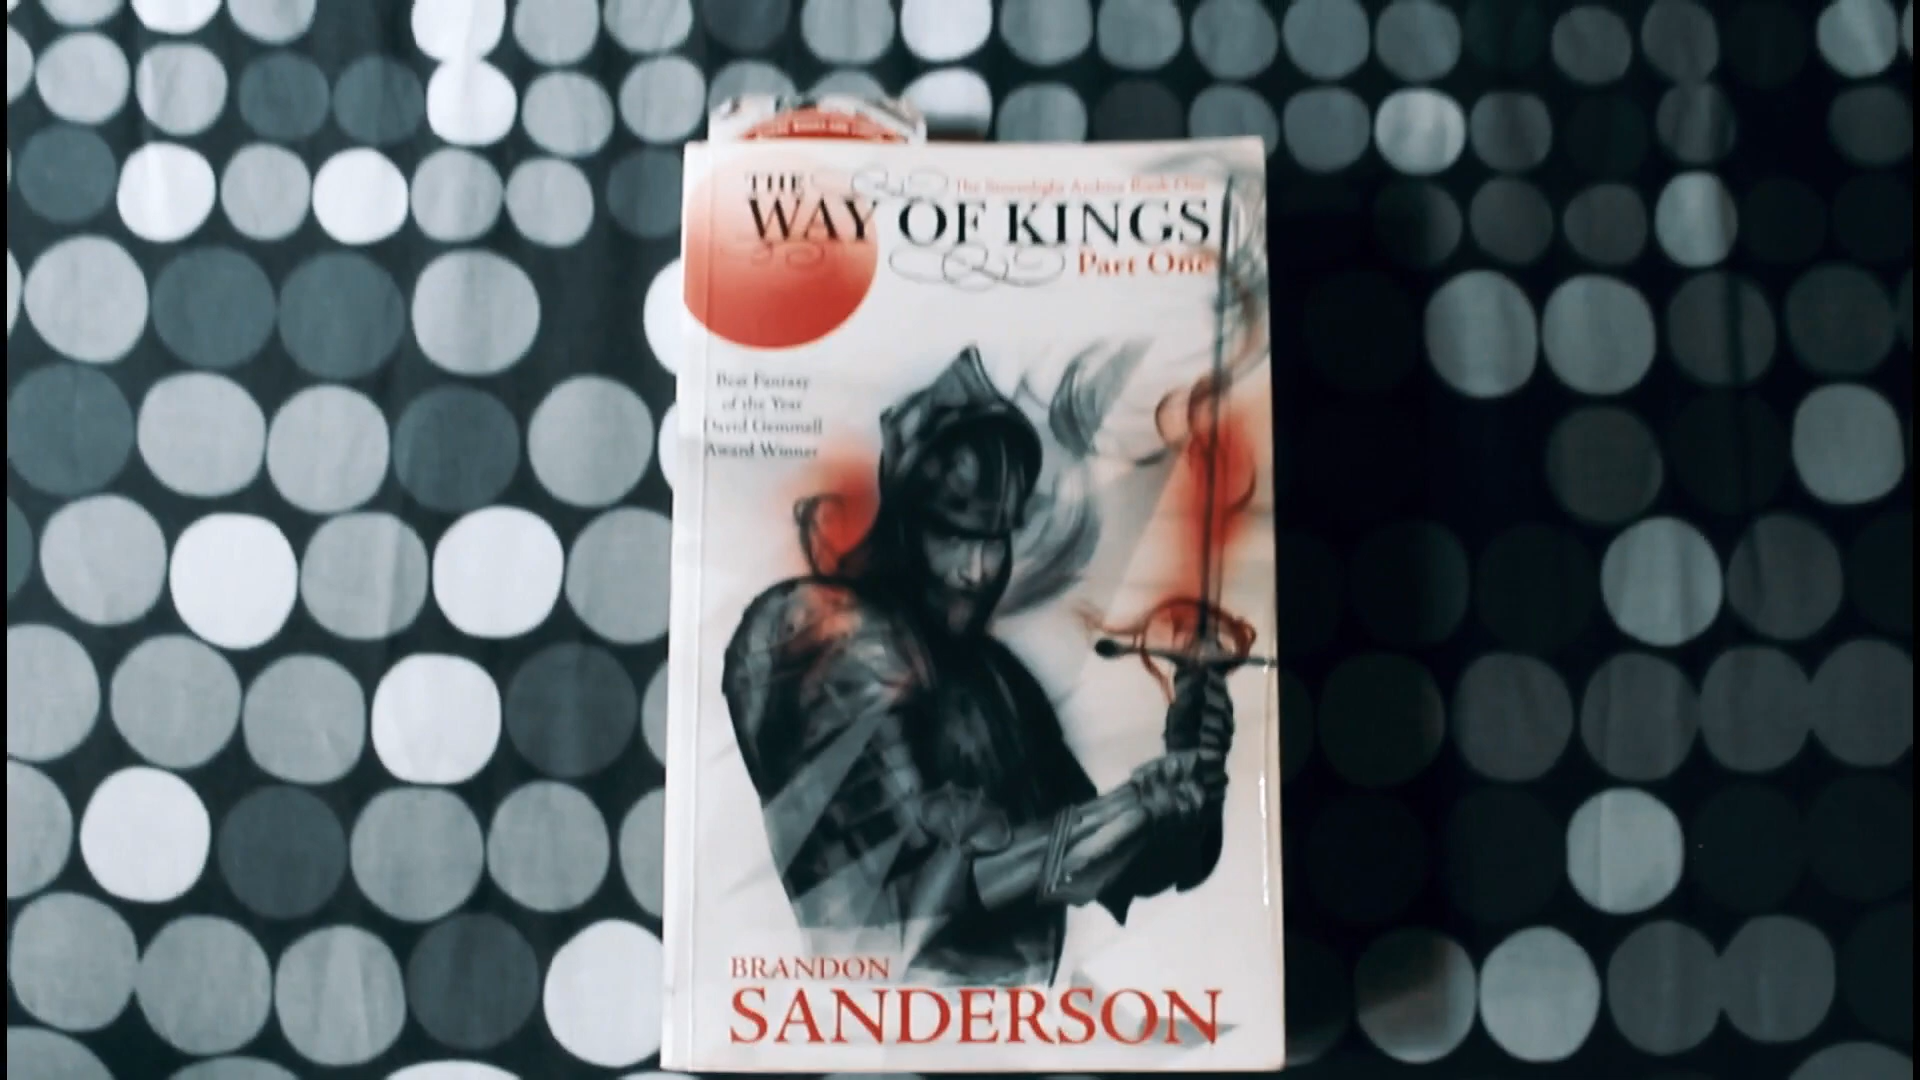 THE
The Stormlight Archive Book One
WAY OF KINGS
Part One
Best Fantasy
of the Year
David Gemmell
Award Winner
BRANDON
SANDERSON